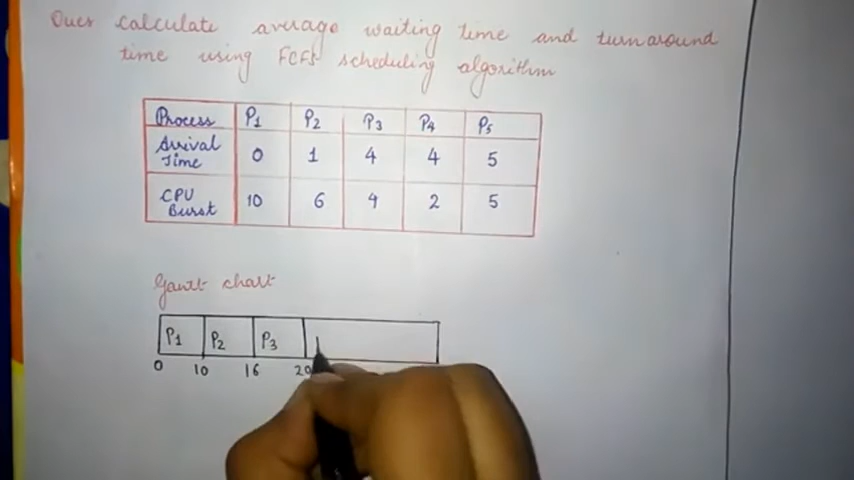 Ques calculate average waiting time and turnaround
time using FCFS scheduling algorithm
Process P1 P2 P3 P4 P5
Arrival Time 0 1 4 4 5
CPU Burst 10 6 4 2 5
Gantt chart
P1 P2 P3
0 10 16 20